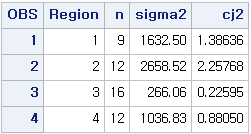 OBS Region n sigma2 cj2
1 1 9 1632.50 1.38636
2 2 12 2658.52 2.25768
3 3 16 266.06 0.22595
4 4 12 1036.83 0.88050